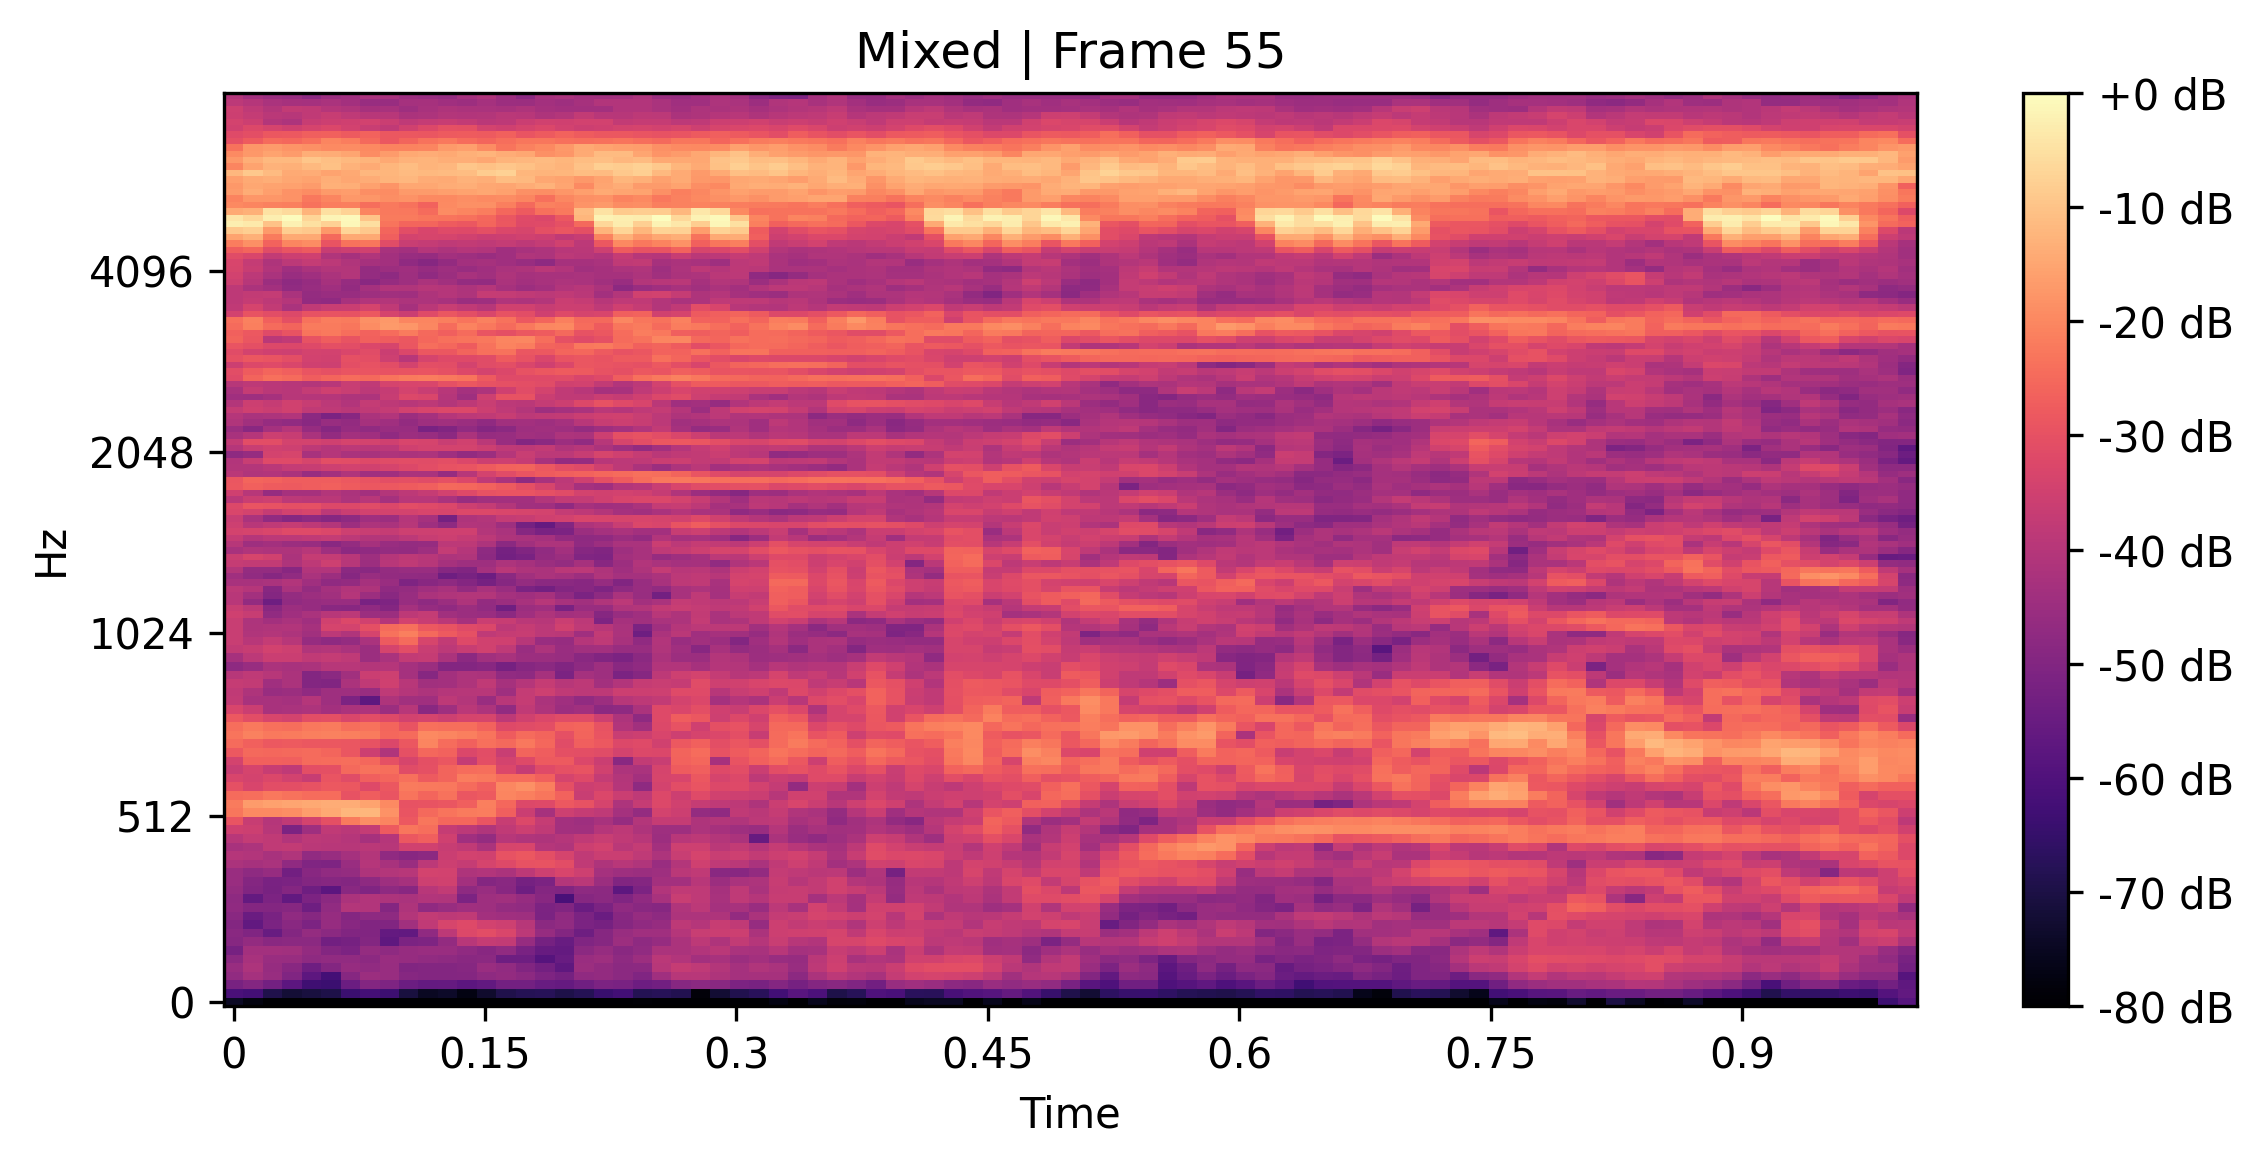 Mixed | Frame 55
+0 dB
-10 dB
-20 dB
-30 dB
-40 dB
-50 dB
-60 dB
-70 dB
-80 dB
Hz
4096
2048
1024
512
0
0 0.15 0.3 0.45 0.6 0.75 0.9
Time